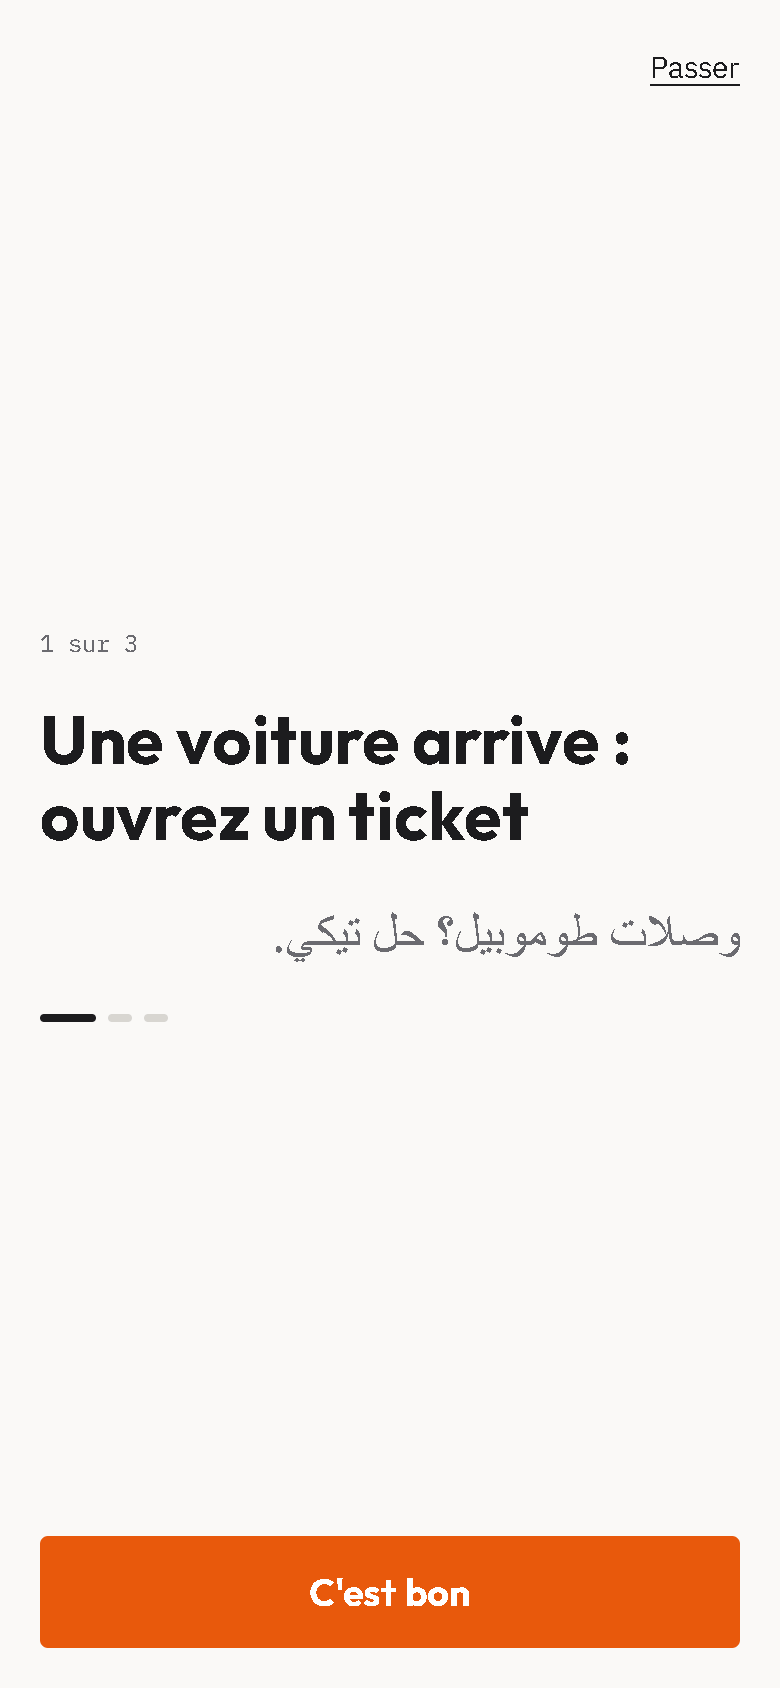 Passer
1 sur 3
Une voiture arrive :
ouvrez un ticket
وصلات طوموبيل؟ حل تيكي.
C'est bon